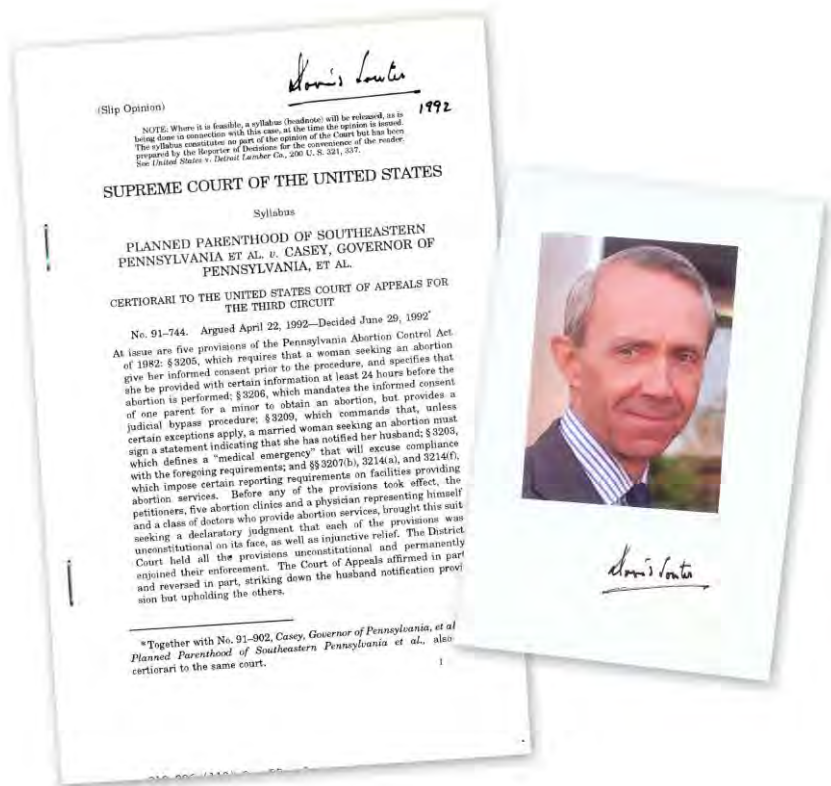 David Souter
1992
(Slip Opinion)
NOTE: Where it is feasible, a syllabus (headnote) will be released, as is
being done in connection with this case, at the time the opinion is issued.
The syllabus constitutes no part of the opinion of the Court but has been
prepared by the Reporter of Decisions for the convenience of the reader.
See United States v. Detroit Lumber Co., 200 U. S. 321, 337.
SUPREME COURT OF THE UNITED STATES
Syllabus
PLANNED PARENTHOOD OF SOUTHEASTERN
PENNSYLVANIA ET AL. v. CASEY, GOVERNOR OF
PENNSYLVANIA, ET AL.
CERTIORARI TO THE UNITED STATES COURT OF APPEALS FOR
THE THIRD CIRCUIT
No. 91–744. Argued April 22, 1992—Decided June 29, 1992*
At issue are five provisions of the Pennsylvania Abortion Control Act
of 1982: § 3205, which requires that a woman seeking an abortion
give her informed consent prior to the procedure, and specifies that
she be provided with certain information at least 24 hours before the
abortion is performed; § 3206, which mandates the informed consent
of one parent for a minor to obtain an abortion, but provides a
judicial bypass procedure; § 3209, which commands that, unless
certain exceptions apply, a married woman seeking an abortion must
sign a statement indicating that she has notified her husband; § 3203,
which defines a “medical emergency” that will excuse compliance
with the foregoing requirements; and §§ 3207(b), 3214(a), and 3214(f),
which impose certain reporting requirements on facilities providing
abortion services. Before any of the provisions took effect, the
petitioners, five abortion clinics and a physician representing himself
and a class of doctors who provide abortion services, brought this suit
seeking a declaratory judgment that each of the provisions was
unconstitutional on its face, as well as injunctive relief. The District
Court held all the provisions unconstitutional and permanently
enjoined their enforcement. The Court of Appeals affirmed in part
and reversed in part, striking down the husband notification provi
sion but upholding the others.
*Together with No. 91–902, Casey, Governor of Pennsylvania, et al
Planned Parenthood of Southeastern Pennsylvania et al., also
certiorari to the same court.
1
David Souter